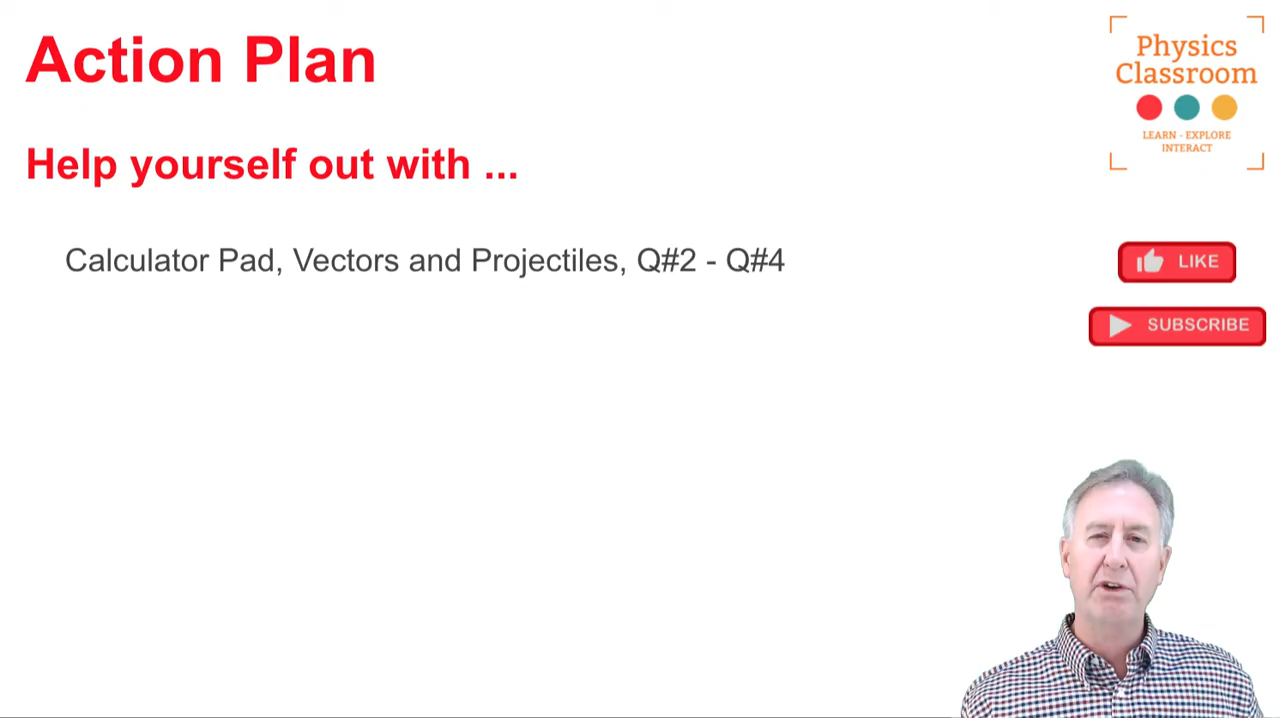 Action Plan
Help yourself out with ...
Calculator Pad, Vectors and Projectiles, Q#2 - Q#4
Physics
Classroom
LEARN - EXPLORE
INTERACT
LIKE
SUBSCRIBE